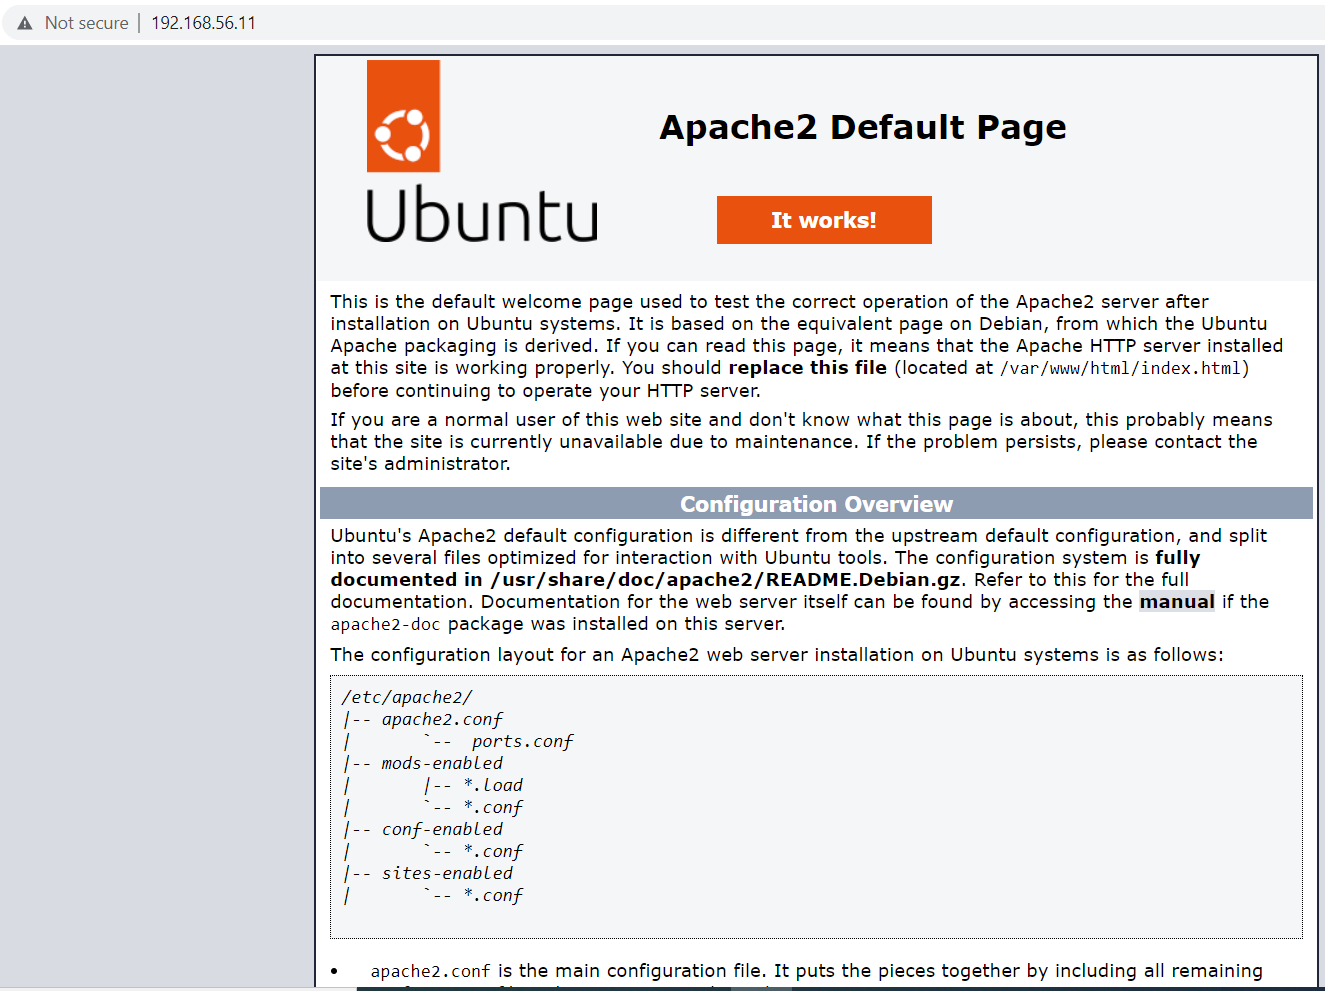 Not secure | 192.168.56.11
Apache2 Default Page
Ubuntu
It works!
This is the default welcome page used to test the correct operation of the Apache2 server after
installation on Ubuntu systems. It is based on the equivalent page on Debian, from which the Ubuntu
Apache packaging is derived. If you can read this page, it means that the Apache HTTP server installed
at this site is working properly. You should replace this file (located at /var/www/html/index.html)
before continuing to operate your HTTP server.
If you are a normal user of this web site and don't know what this page is about, this probably means
that the site is currently unavailable due to maintenance. If the problem persists, please contact the
site's administrator.
Configuration Overview
Ubuntu's Apache2 default configuration is different from the upstream default configuration, and split
into several files optimized for interaction with Ubuntu tools. The configuration system is fully
documented in /usr/share/doc/apache2/README.Debian.gz. Refer to this for the full
documentation. Documentation for the web server itself can be found by accessing the manual if the
apache2-doc package was installed on this server.
The configuration layout for an Apache2 web server installation on Ubuntu systems is as follows:
/etc/apache2/
|-- apache2.conf
|       `--  ports.conf
|-- mods-enabled
|       |-- *.load
|       `-- *.conf
|-- conf-enabled
|       `-- *.conf
|-- sites-enabled
|       `-- *.conf
• apache2.conf is the main configuration file. It puts the pieces together by including all remaining